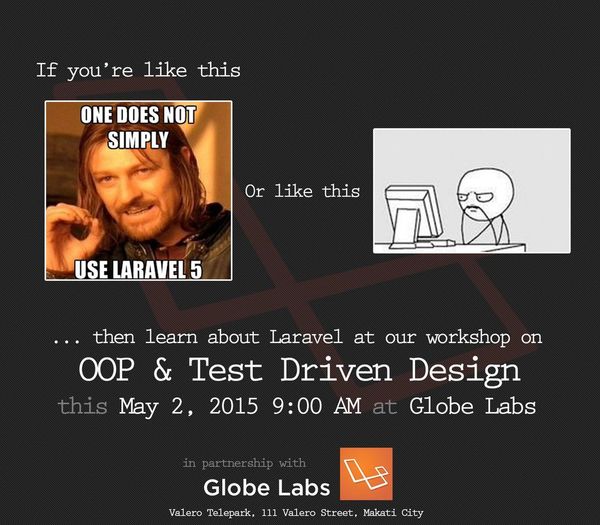 If you're like this
ONE DOES NOT
SIMPLY
USE LARAVEL 5
Or like this
... then learn about Laravel at our workshop on
OOP & Test Driven Design
this May 2, 2015 9:00 AM at Globe Labs
in partnership with
Globe Labs
Valero Telepark, 111 Valero Street, Makati City